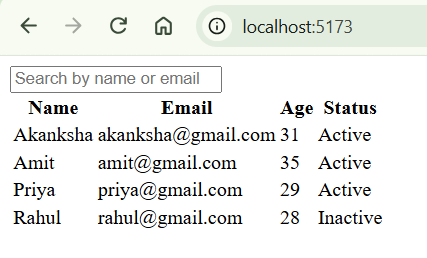 localhost:5173
Search by name or email
Name Email Age Status
Akanksha akanksha@gmail.com 31 Active
Amit amit@gmail.com 35 Active
Priya priya@gmail.com 29 Active
Rahul rahul@gmail.com 28 Inactive